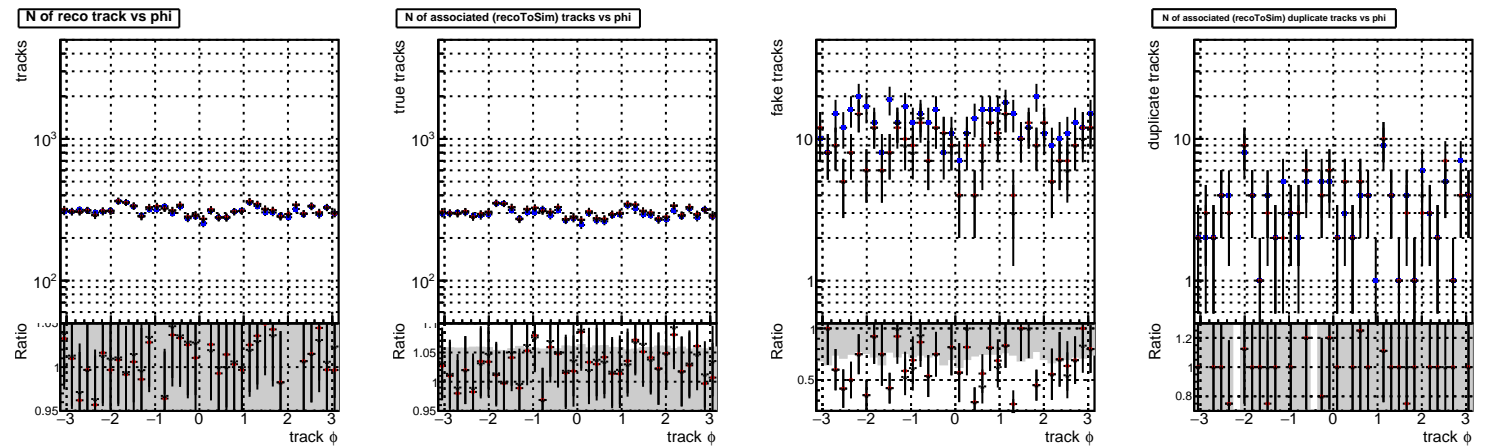 N of reco track vs phi
tracks
10³
10²
Ratio
1.05
1
0.95
−3 −2 −1 0 1 2 3
track ϕ
N of associated (recoToSim) tracks vs phi
true tracks
10³
10²
Ratio
1.1
1.05
1
0.95
−3 −2 −1 0 1 2 3
track ϕ
fake tracks
10
1
Ratio
1
0.5
−3 −2 −1 0 1 2 3
track ϕ
N of associated (recoToSim) duplicate tracks vs phi
duplicate tracks
10
1
Ratio
1.2
1
0.8
−3 −2 −1 0 1 2 3
track ϕ